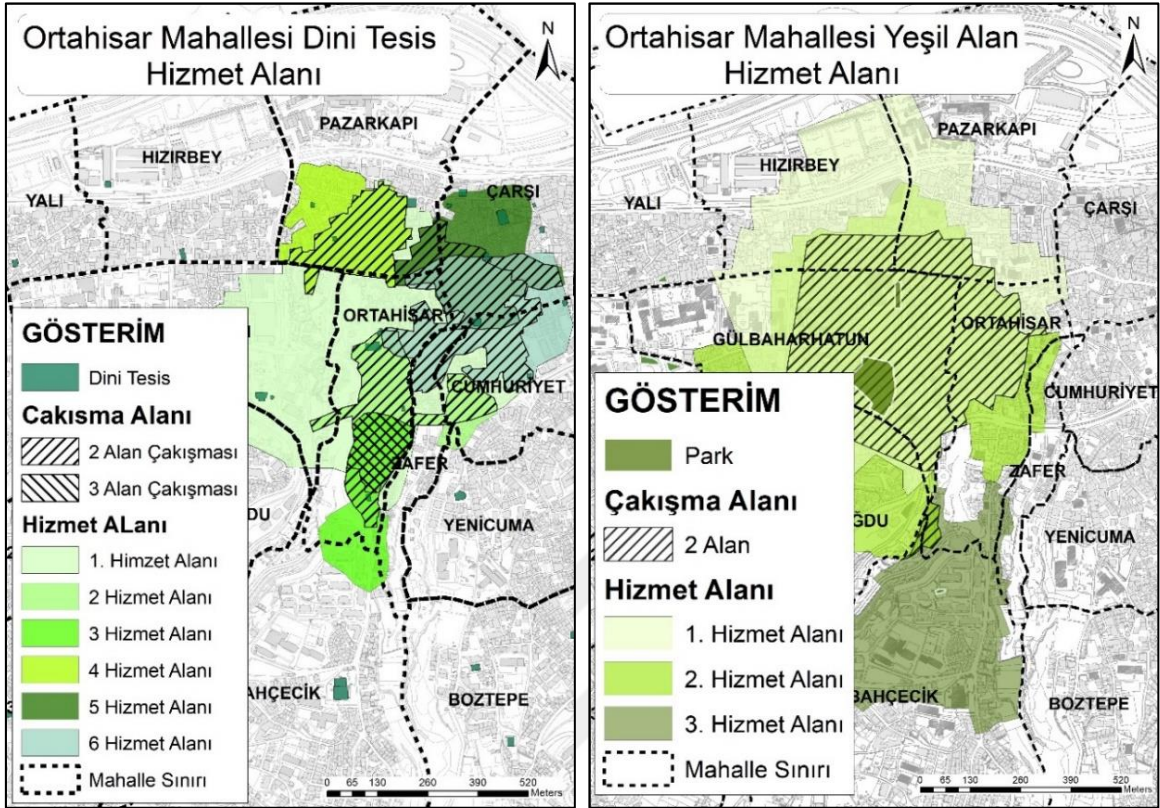 Ortahisar Mahallesi Dini Tesis
Hizmet Alanı
N
PAZARKAPI
HIZIRBEY
YALI
ÇARŞI
ORTAHİSAR
CUMHURİYET
ZAFER
YENİCUMA
BOZTEPE
GÖSTERİM
Dini Tesis
Cakısma Alanı
2 Alan Çakışması
3 Alan Çakışması
Hizmet ALanı
1. Himzet Alanı
2 Hizmet Alanı
3 Hizmet Alanı
4 Hizmet Alanı
5 Hizmet Alanı
6 Hizmet Alanı
Mahalle Sınırı
DU
AHÇECİK
0 65 130 260 390 520
Meters
Ortahisar Mahallesi Yeşil Alan
Hizmet Alanı
N
PAZARKAPI
HIZIRBEY
YALI
ÇARŞI
GÜLBAHARHATUN
ORTAHİSAR
CUMHURİYET
ZAFER
YENİCUMA
BOZTEPE
GÖSTERİM
Park
Çakışma Alanı
2 Alan
Hizmet Alanı
1. Hizmet Alanı
2. Hizmet Alanı
3. Hizmet Alanı
Mahalle Sınırı
ĞDU
BAHÇECİK
0 65 130 260 390 520
Meters